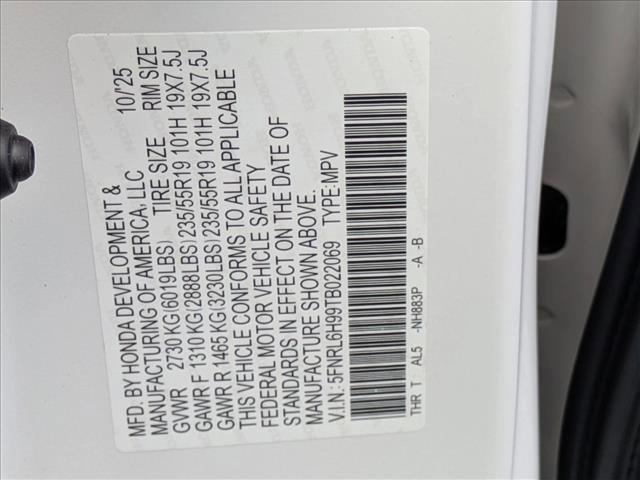 MFD. BY HONDA DEVELOPMENT & 10/'25
MANUFACTURING OF AMERICA, LLC
GVWR 2730 KG(6019LBS) TIRE SIZE RIM SIZE
GAWR F 1310 KG(2888LBS) 235/55R19 101H 19X7.5J
GAWR R 1465 KG(3230LBS) 235/55R19 101H 19X7.5J
THIS VEHICLE CONFORMS TO ALL APPLICABLE
FEDERAL MOTOR VEHICLE SAFETY
STANDARDS IN EFFECT ON THE DATE OF
MANUFACTURE SHOWN ABOVE.
V.I.N.: 5FNRL6H99TB022069 TYPE:MPV
THR T AL5 -NH883P -A -B